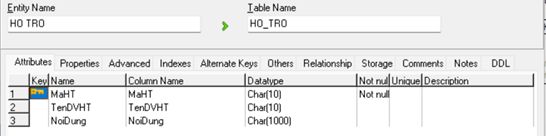 Entity Name Table Name
HO TRO HO_TRO
Attributes Properties Advanced Indexes Alternate Keys Others Relationship Storage Comments Notes DDL
Key Name Column Name Datatype Not null Unique Description
1 MaHT MaHT Char(10) Not null
2 TenDVHT TenDVHT Char(10)
3 NoiDung NoiDung Char(1000)